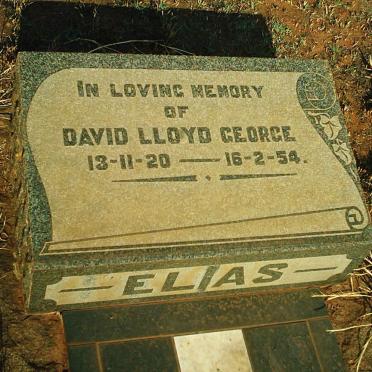 IN LOVING MEMORY
OF
DAVID LLOYD GEORGE
13-11-20 — 16-2-54.
ELIAS